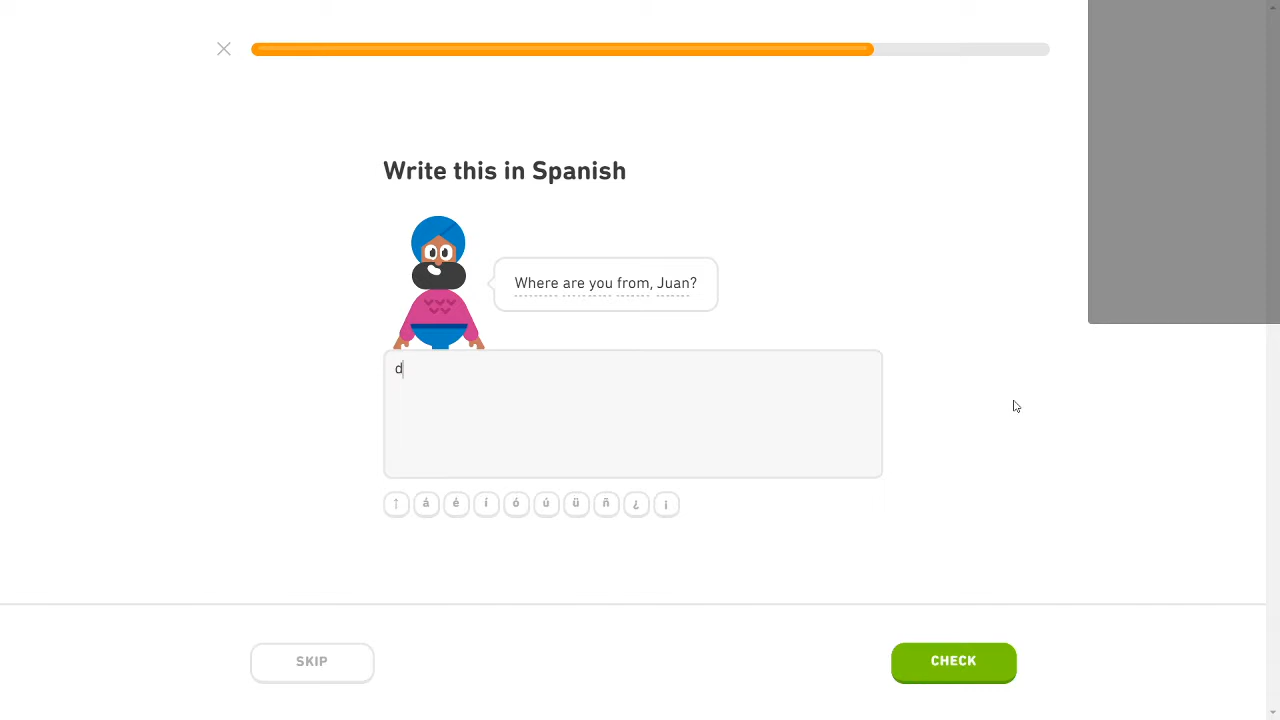 Write this in Spanish
Where are you from, Juan?
d
↑ á é í ó ú ü ñ ¿ ¡
SKIP
CHECK